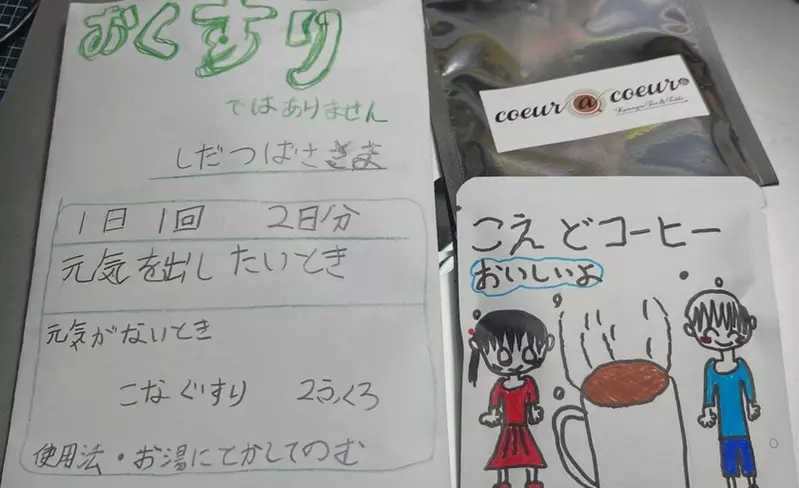 おくすり
ではありません
しだつばささま
1日1回 2日分
元気を出したいとき
元気がないとき
こなぐすり 2ふくろ
使用法・お湯にとかしてのむ
coeur a coeur
こえどコーヒー
おいしいよ